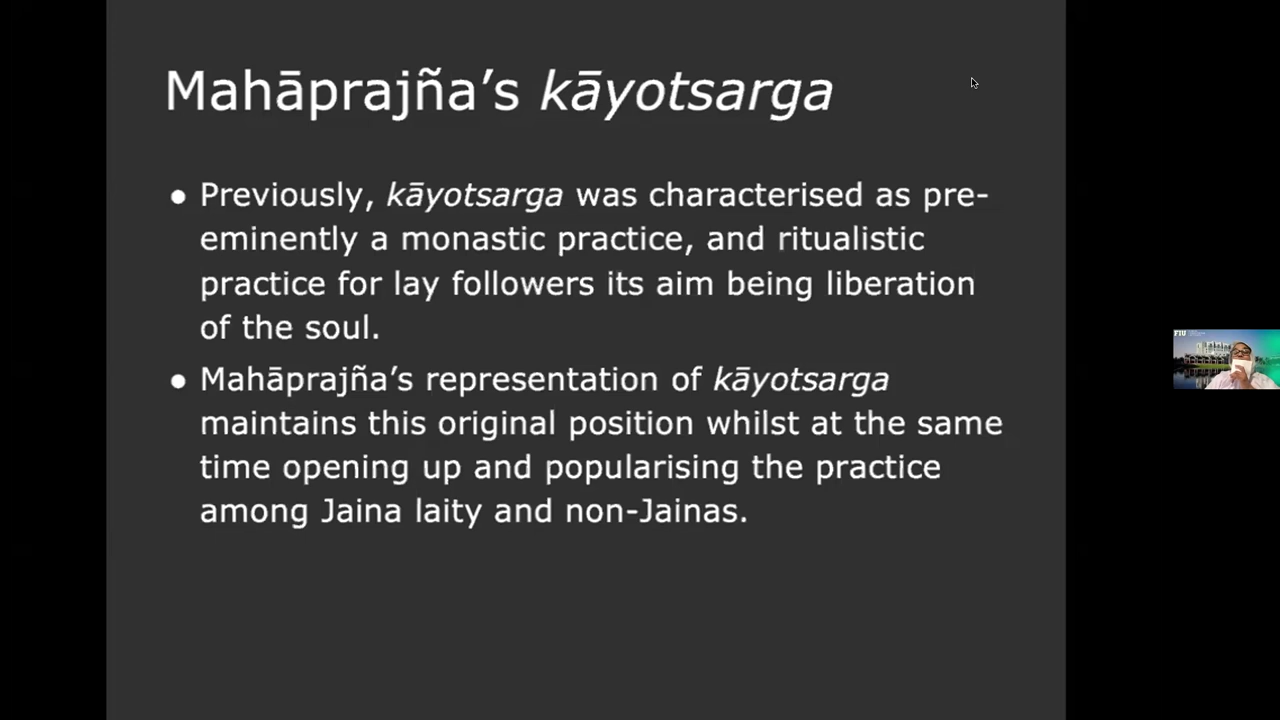 Mahāprajña’s kāyotsarga
● Previously, kāyotsarga was characterised as pre-
eminently a monastic practice, and ritualistic
practice for lay followers its aim being liberation
of the soul.
● Mahāprajña’s representation of kāyotsarga
maintains this original position whilst at the same
time opening up and popularising the practice
among Jaina laity and non-Jainas.
FIU